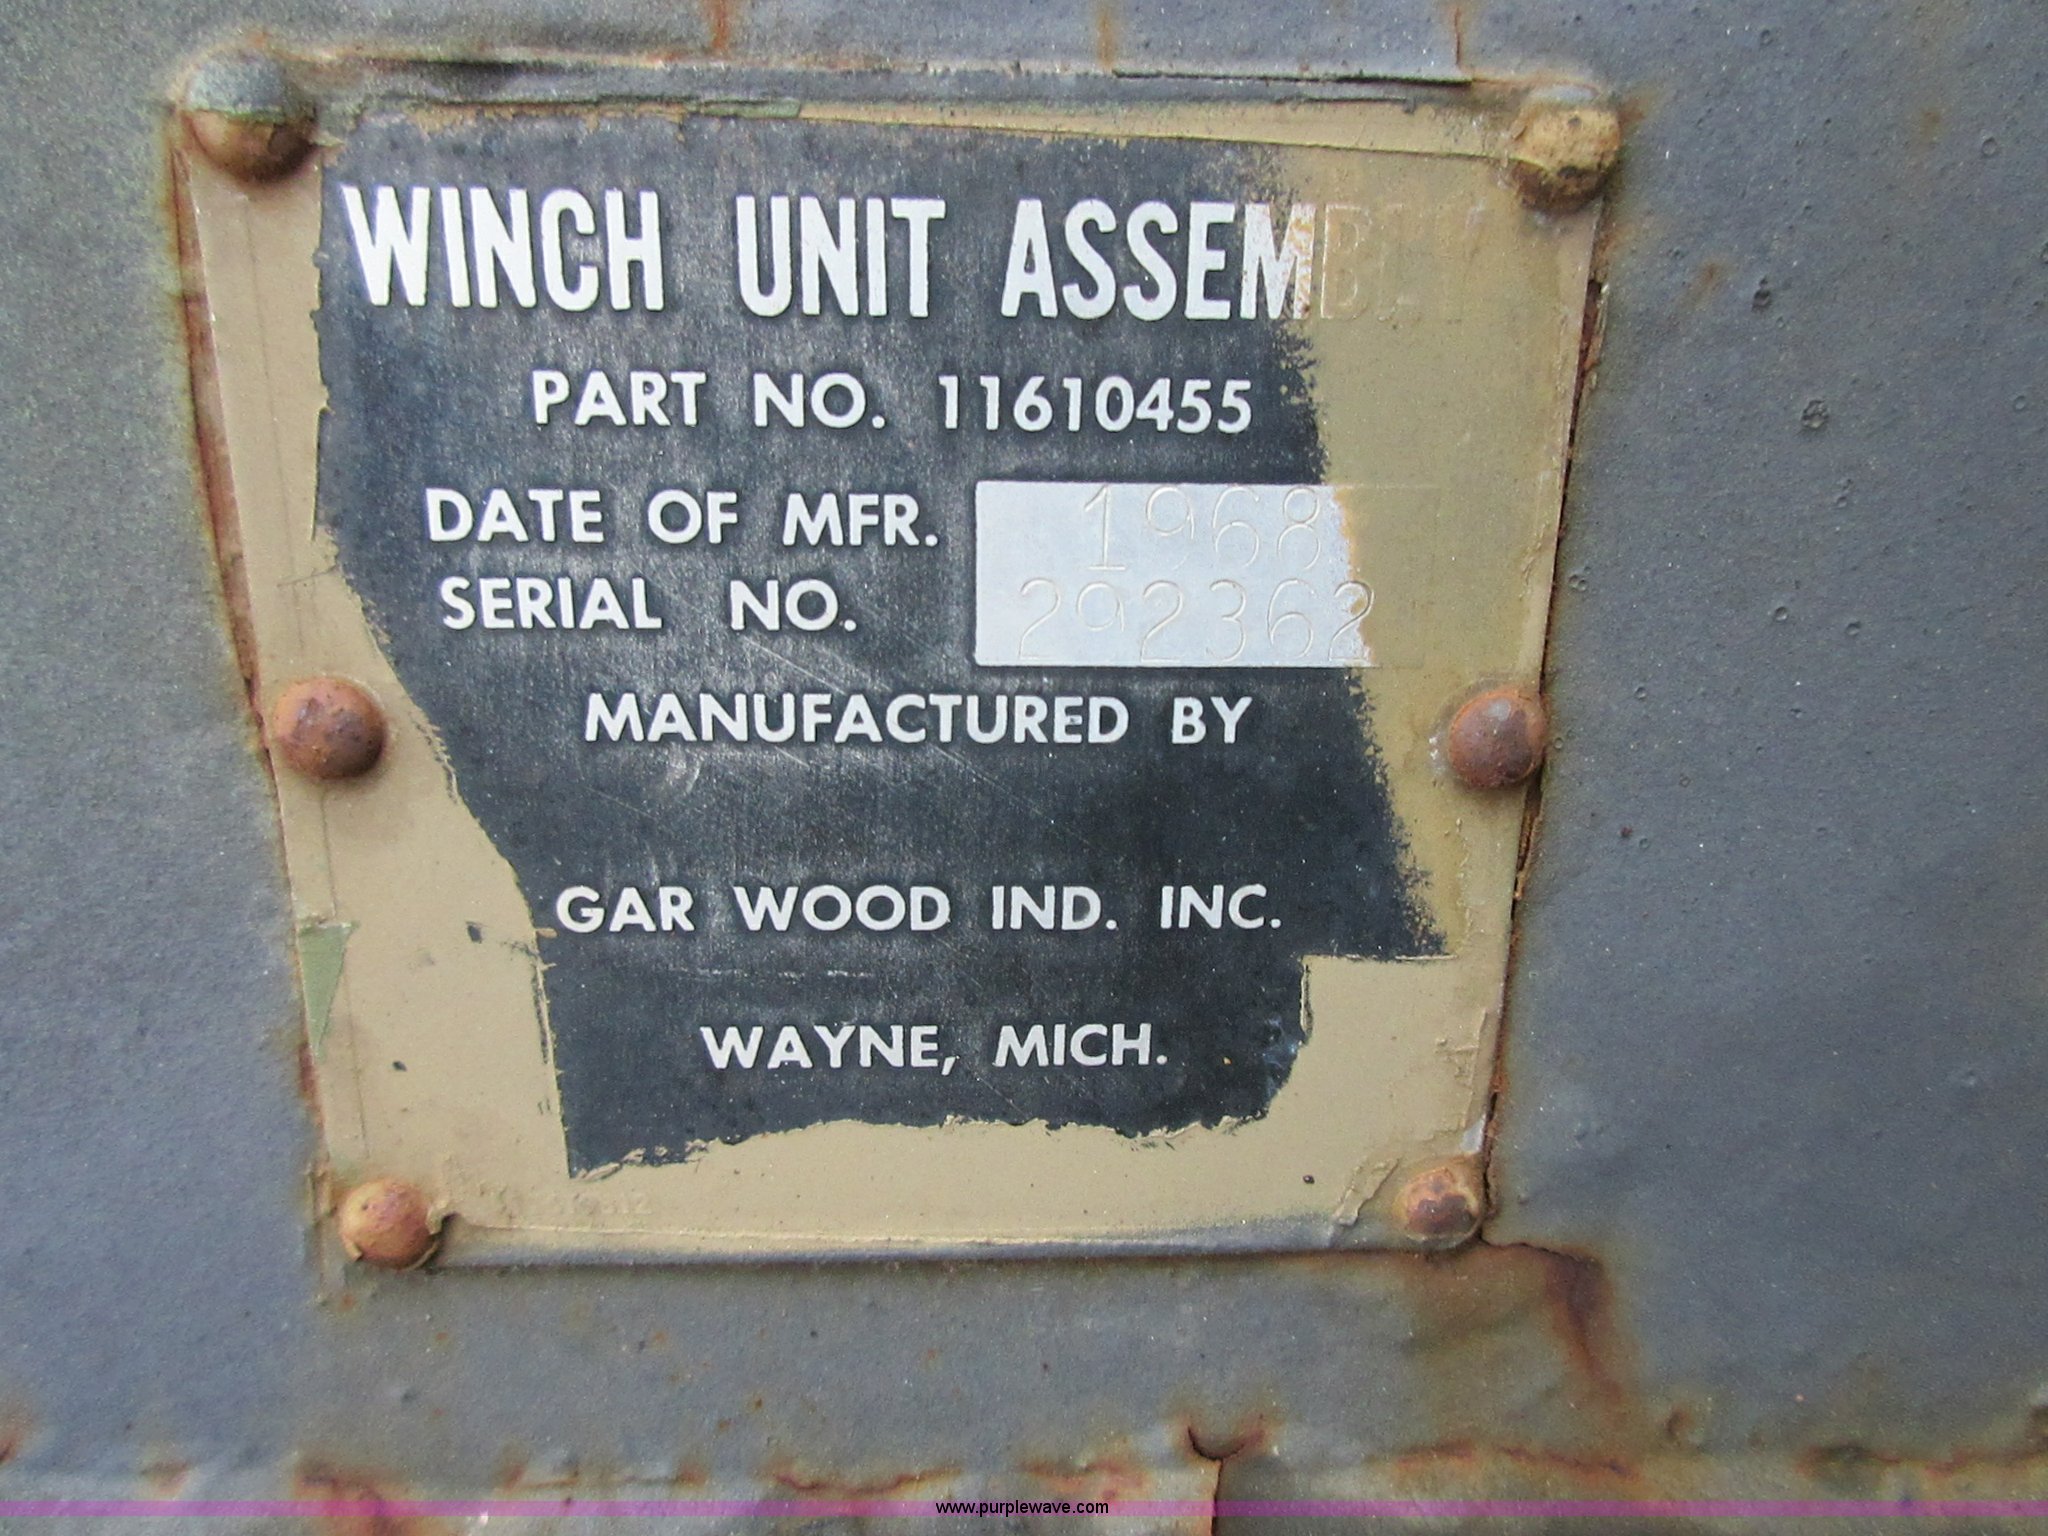 WINCH UNIT ASSEMBLY
PART NO. 11610455
DATE OF MFR. 1968
SERIAL NO. 292362
MANUFACTURED BY
GAR WOOD IND. INC.
WAYNE, MICH.
www.purplewave.com